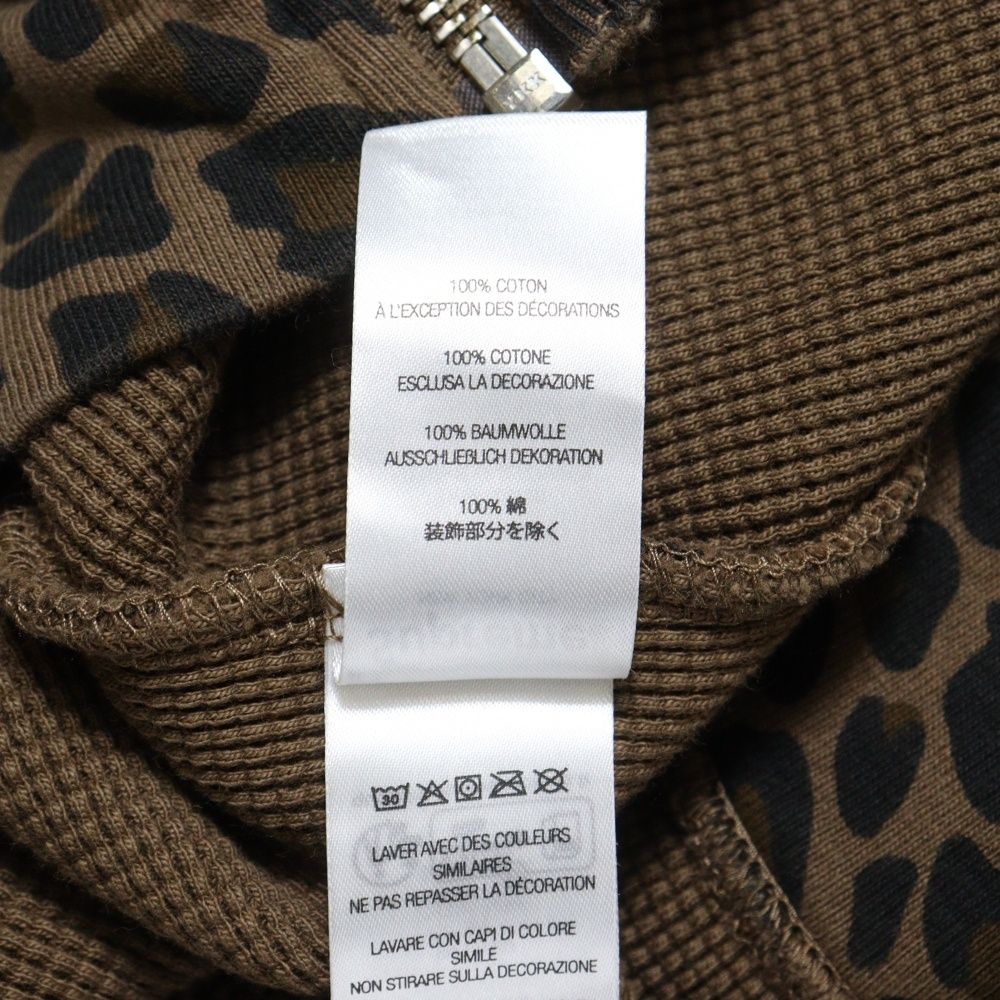 YKK
100% COTON
À L'EXCEPTION DES DÉCORATIONS
100% COTONE
ESCLUSA LA DECORAZIONE
100% BAUMWOLLE
AUSSCHLIEßLICH DEKORATION
100% 綿
装飾部分を除く
30
LAVER AVEC DES COULEURS
SIMILAIRES
NE PAS REPASSER LA DÉCORATION
LAVARE CON CAPI DI COLORE
SIMILE
NON STIRARE SULLA DECORAZIONE